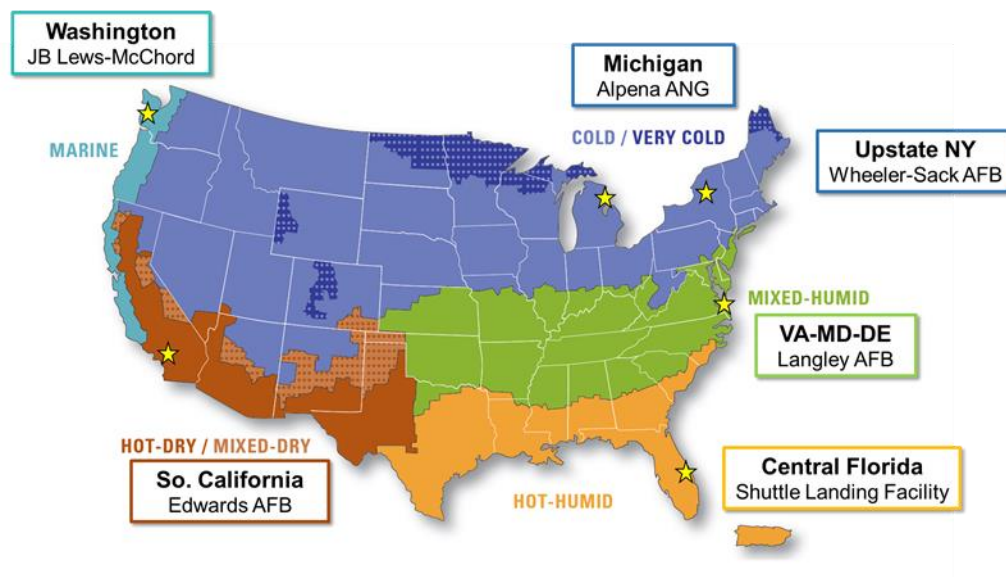 Washington
JB Lews-McChord
Michigan
Alpena ANG
MARINE
COLD / VERY COLD
Upstate NY
Wheeler-Sack AFB
MIXED-HUMID
VA-MD-DE
Langley AFB
HOT-DRY / MIXED-DRY
So. California
Edwards AFB
HOT-HUMID
Central Florida
Shuttle Landing Facility